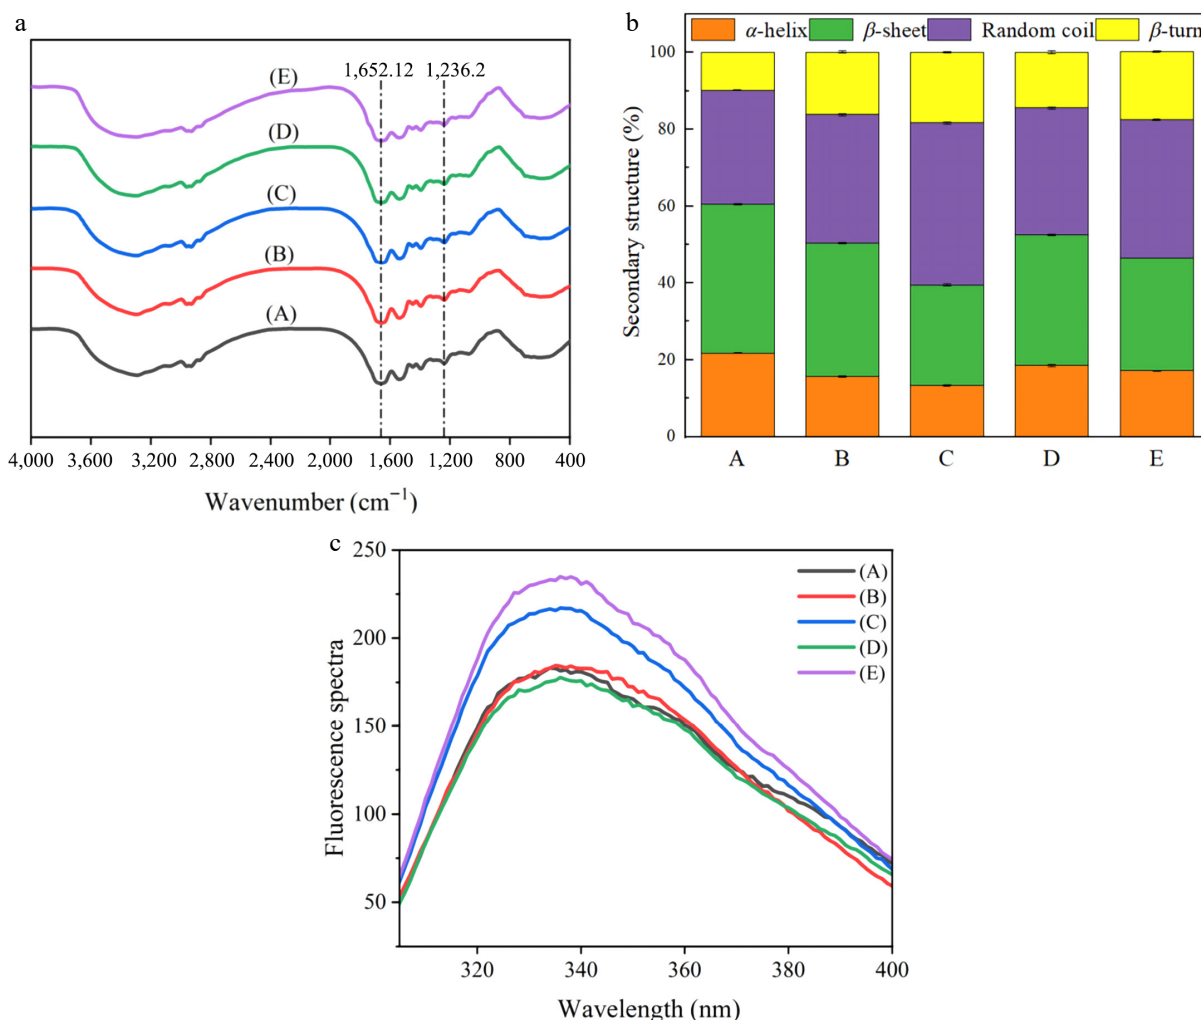 a
1,652.12 1,236.2
(E)
(D)
(C)
(B)
(A)
4,000 3,600 3,200 2,800 2,400 2,000 1,600 1,200 800 400
Wavenumber (cm⁻¹)
b
α-helix β-sheet Random coil β-turn
100
80
60
40
20
0
Secondary structure (%)
A B C D E
c
250
200
150
100
50
Fluorescence spectra
(A)
(B)
(C)
(D)
(E)
320 340 360 380 400
Wavelength (nm)